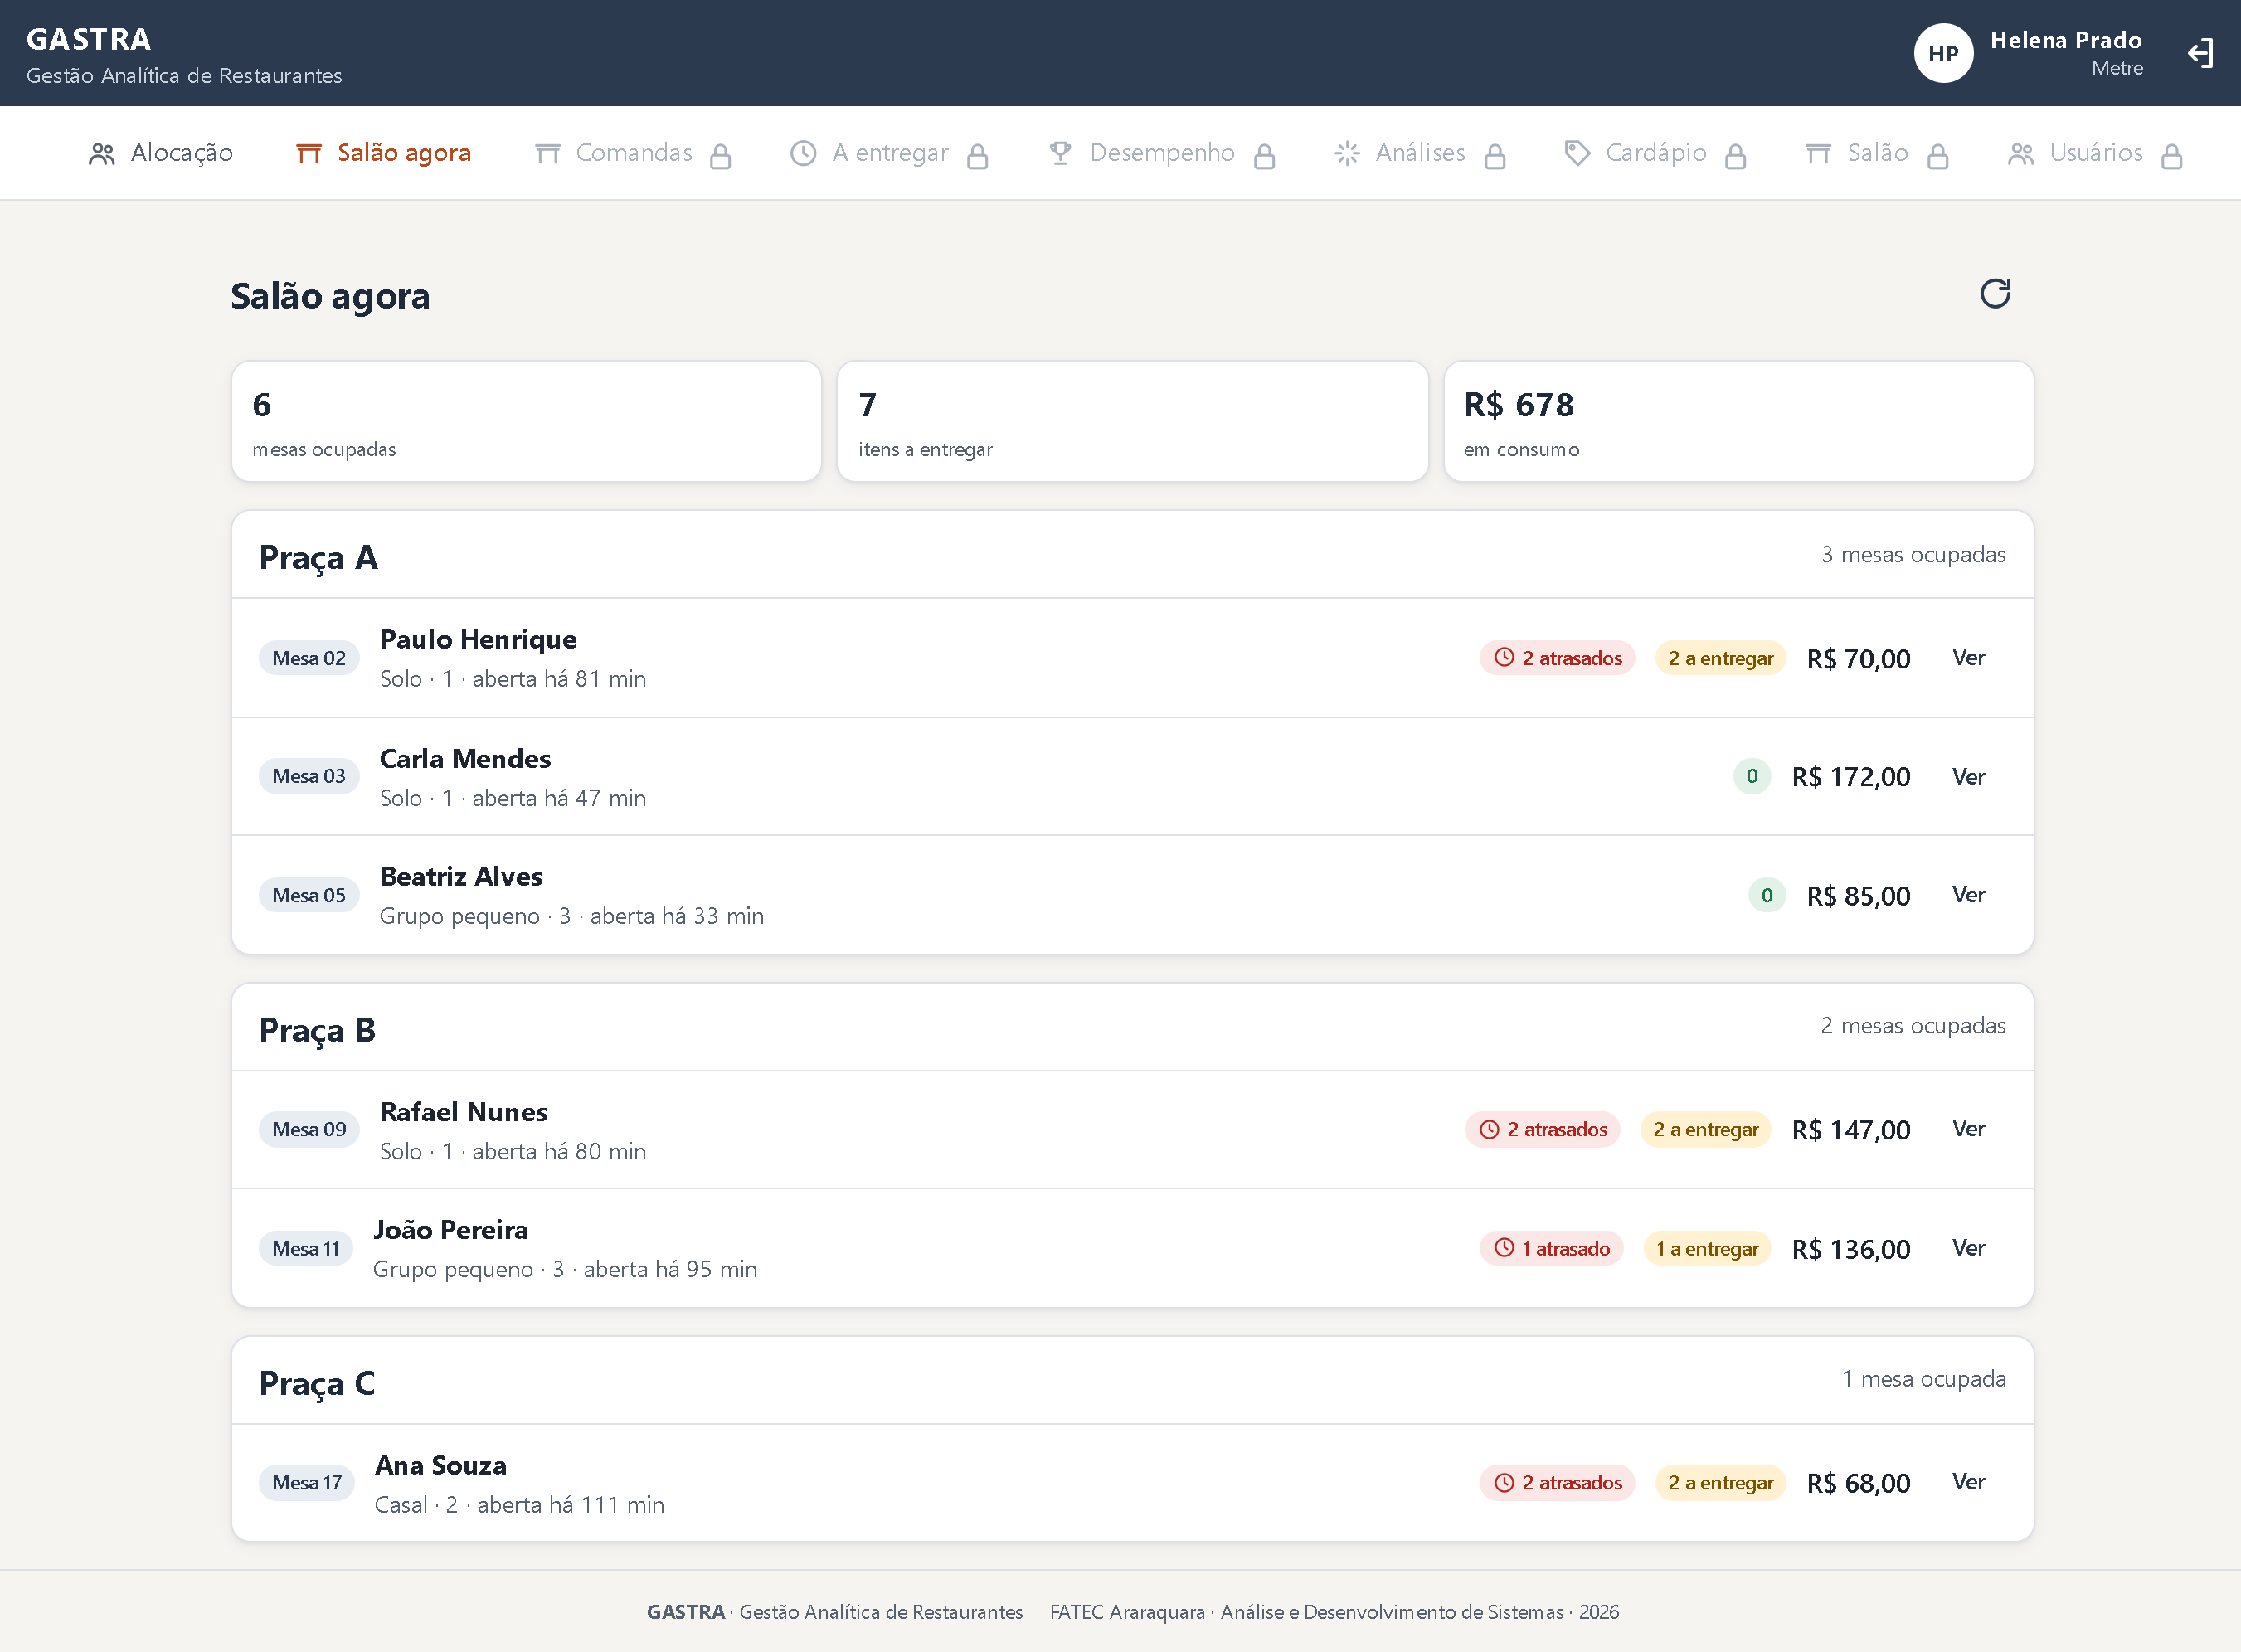 GASTRA
Gestão Analítica de Restaurantes
HP
Helena Prado
Metre
Alocação
Salão agora
Comandas
A entregar
Desempenho
Análises
Cardápio
Salão
Usuários
Salão agora
6
mesas ocupadas
7
itens a entregar
R$ 678
em consumo
Praça A
3 mesas ocupadas
Mesa 02
Paulo Henrique
Solo · 1 · aberta há 81 min
2 atrasados
2 a entregar
R$ 70,00
Ver
Mesa 03
Carla Mendes
Solo · 1 · aberta há 47 min
0
R$ 172,00
Ver
Mesa 05
Beatriz Alves
Grupo pequeno · 3 · aberta há 33 min
0
R$ 85,00
Ver
Praça B
2 mesas ocupadas
Mesa 09
Rafael Nunes
Solo · 1 · aberta há 80 min
2 atrasados
2 a entregar
R$ 147,00
Ver
Mesa 11
João Pereira
Grupo pequeno · 3 · aberta há 95 min
1 atrasado
1 a entregar
R$ 136,00
Ver
Praça C
1 mesa ocupada
Mesa 17
Ana Souza
Casal · 2 · aberta há 111 min
2 atrasados
2 a entregar
R$ 68,00
Ver
GASTRA · Gestão Analítica de Restaurantes FATEC Araraquara · Análise e Desenvolvimento de Sistemas · 2026